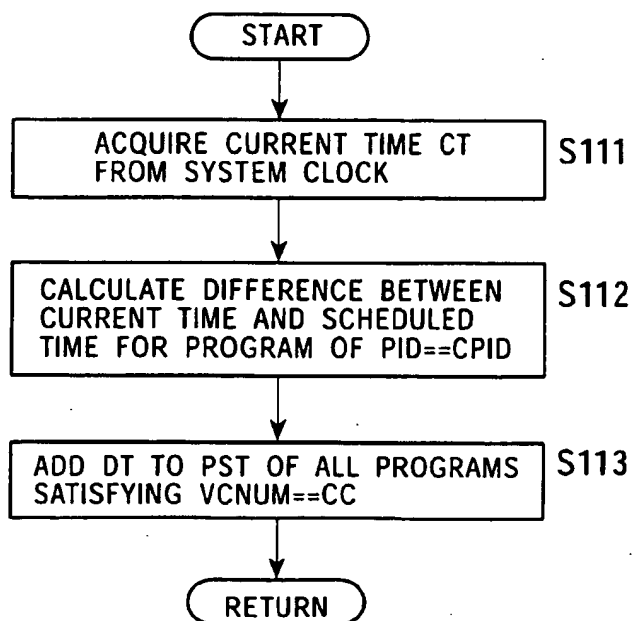 START
ACQUIRE CURRENT TIME CT
FROM SYSTEM CLOCK
S111
CALCULATE DIFFERENCE BETWEEN
CURRENT TIME AND SCHEDULED
TIME FOR PROGRAM OF PID==CPID
S112
ADD DT TO PST OF ALL PROGRAMS
SATISFYING VCNUM==CC
S113
RETURN